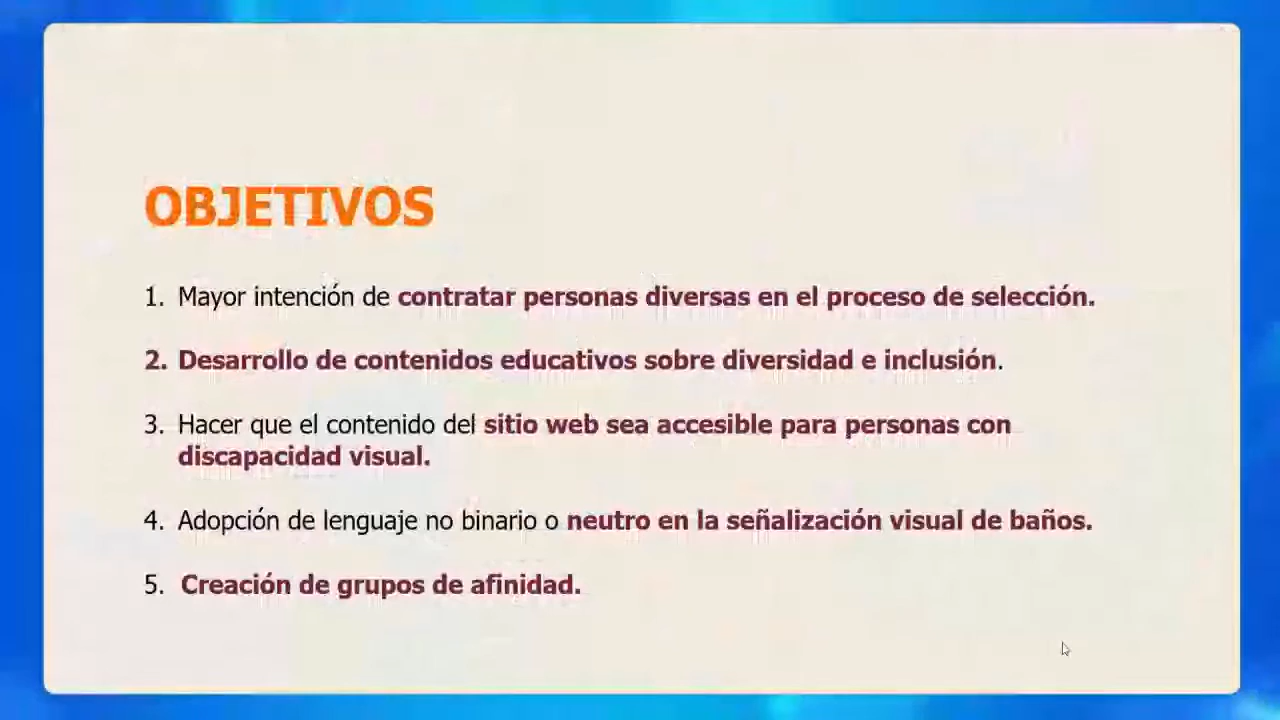 OBJETIVOS
1. Mayor intención de contratar personas diversas en el proceso de selección.
2. Desarrollo de contenidos educativos sobre diversidad e inclusión.
3. Hacer que el contenido del sitio web sea accesible para personas con
discapacidad visual.
4. Adopción de lenguaje no binario o neutro en la señalización visual de baños.
5. Creación de grupos de afinidad.